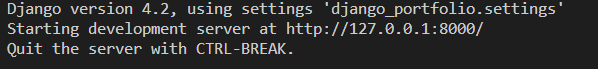 Django version 4.2, using settings 'django_portfolio.settings'
Starting development server at http://127.0.0.1:8000/
Quit the server with CTRL-BREAK.